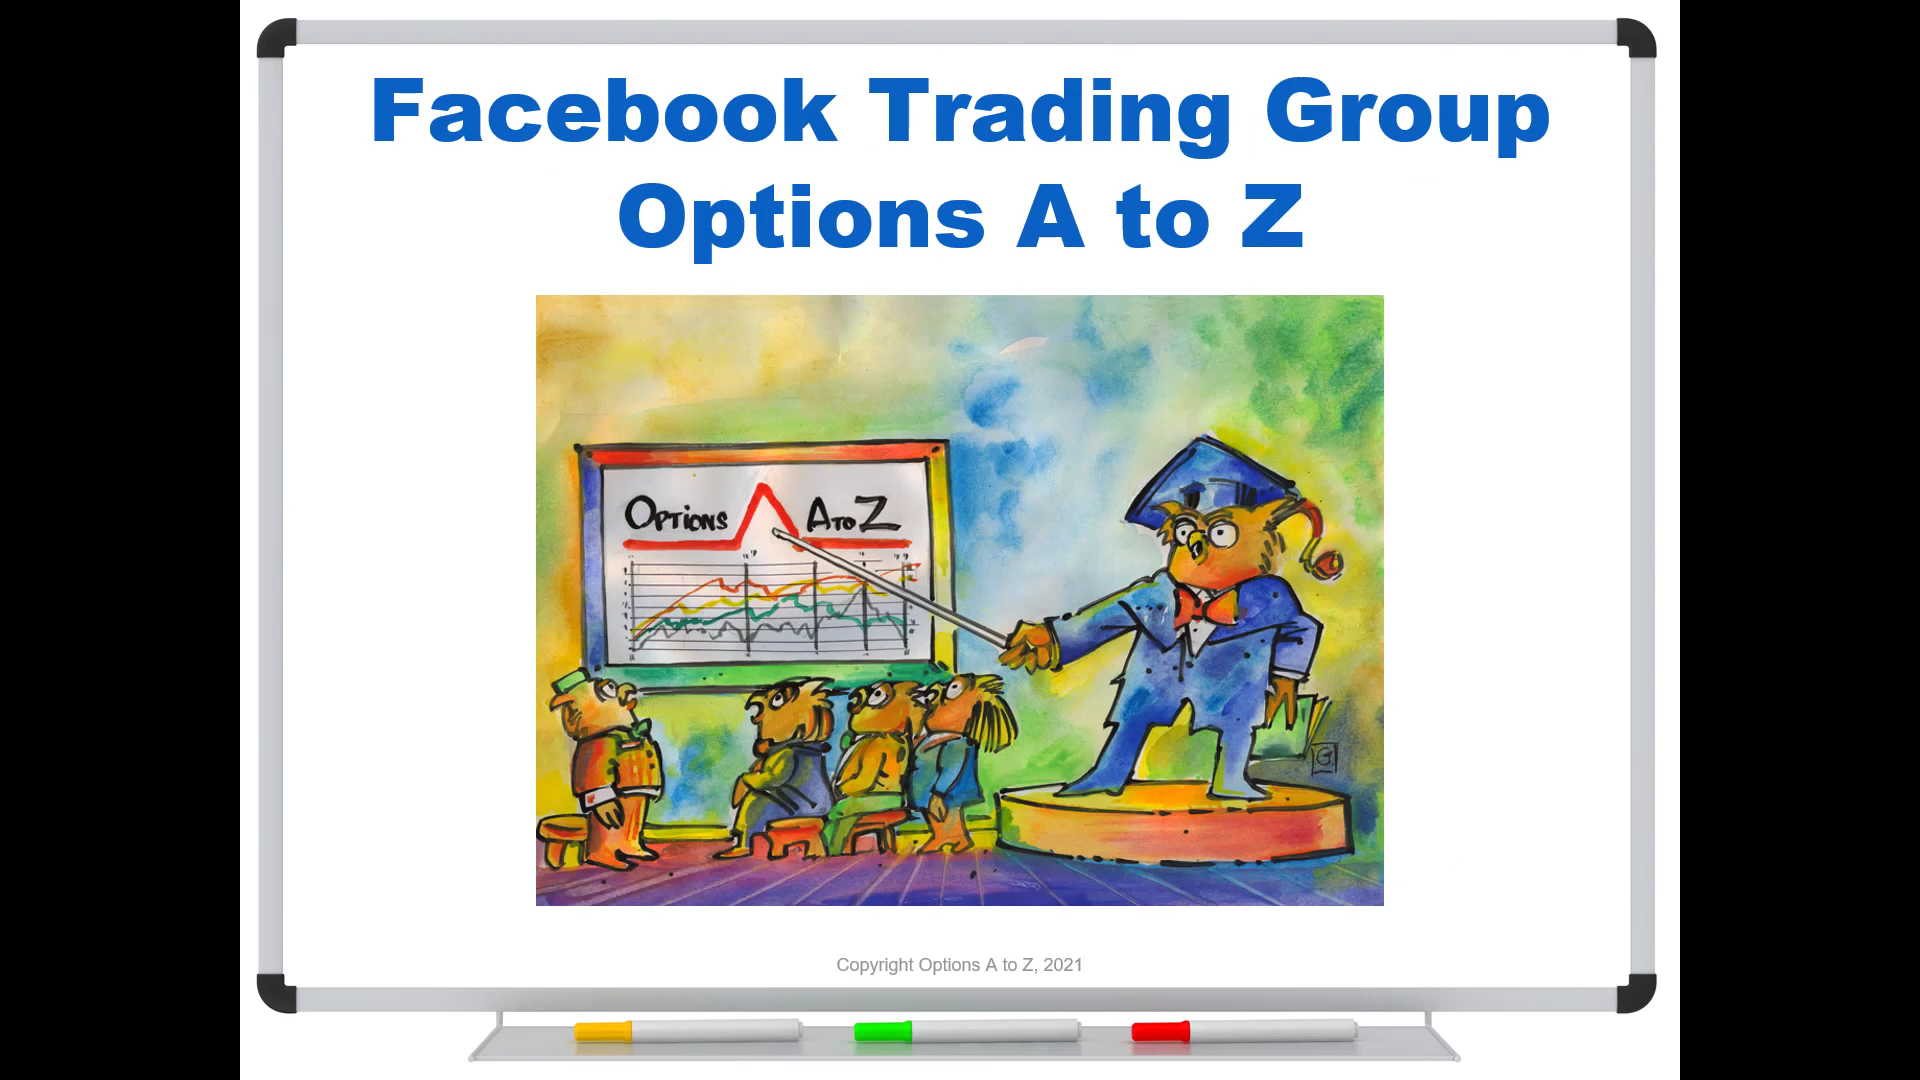 Facebook Trading Group
Options A to Z
OPTIONS A TO Z
G
Copyright Options A to Z, 2021